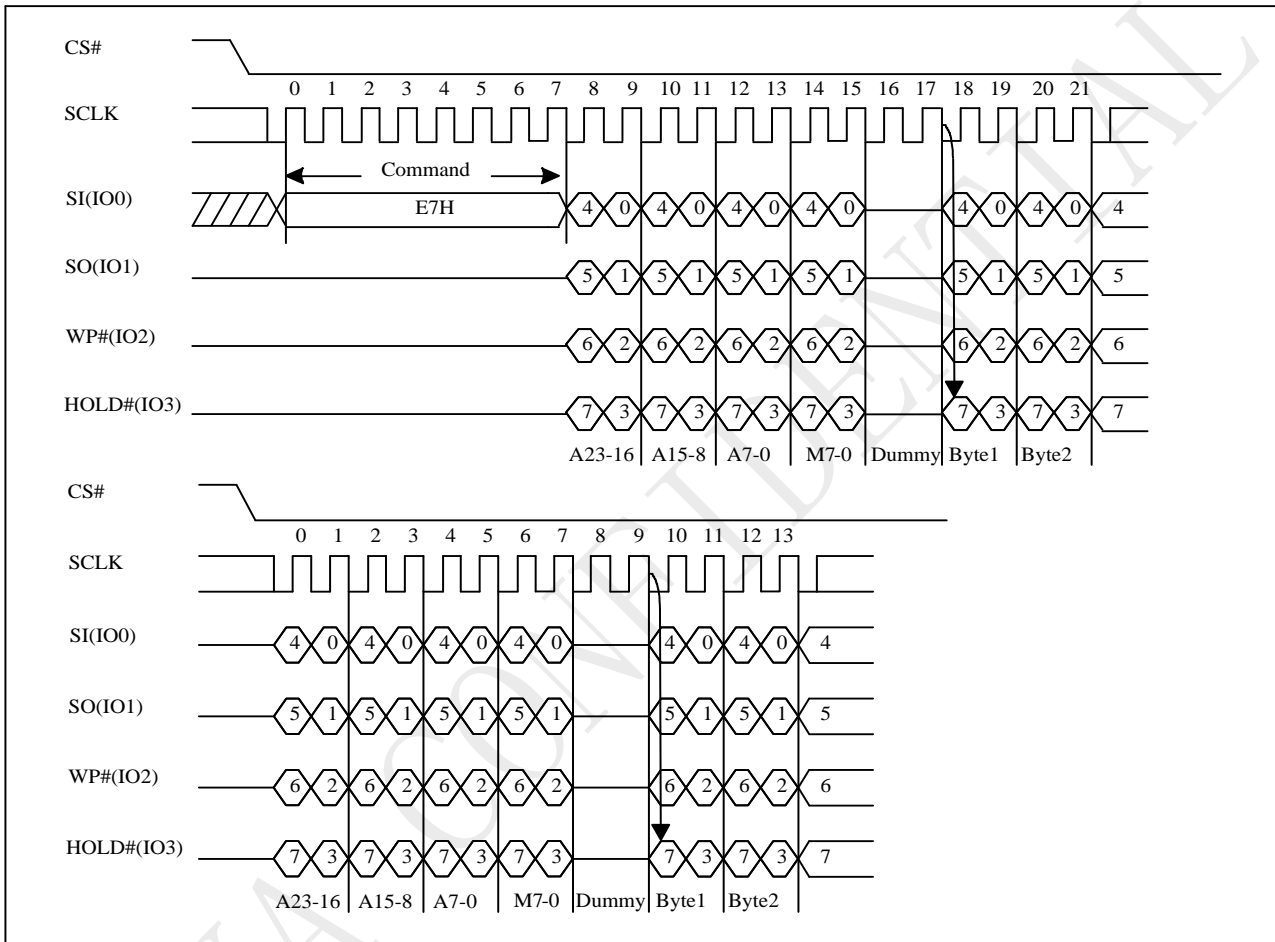 CS#
0 1 2 3 4 5 6 7 8 9 10 11 12 13 14 15 16 17 18 19 20 21
SCLK
Command
SI(IO0) E7H 4 0 4 0 4 0 4 0 4 0 4 0 4
SO(IO1) 5 1 5 1 5 1 5 1 5 1 5 1 5
WP#(IO2) 6 2 6 2 6 2 6 2 6 2 6 2 6
HOLD#(IO3) 7 3 7 3 7 3 7 3 7 3 7 3 7
A23-16 A15-8 A7-0 M7-0 Dummy Byte1 Byte2
CS#
0 1 2 3 4 5 6 7 8 9 10 11 12 13
SCLK
SI(IO0) 4 0 4 0 4 0 4 0 4 0 4 0 4
SO(IO1) 5 1 5 1 5 1 5 1 5 1 5 1 5
WP#(IO2) 6 2 6 2 6 2 6 2 6 2 6 2 6
HOLD#(IO3) 7 3 7 3 7 3 7 3 7 3 7 3 7
A23-16 A15-8 A7-0 M7-0 Dummy Byte1 Byte2
CONFIDENTIAL